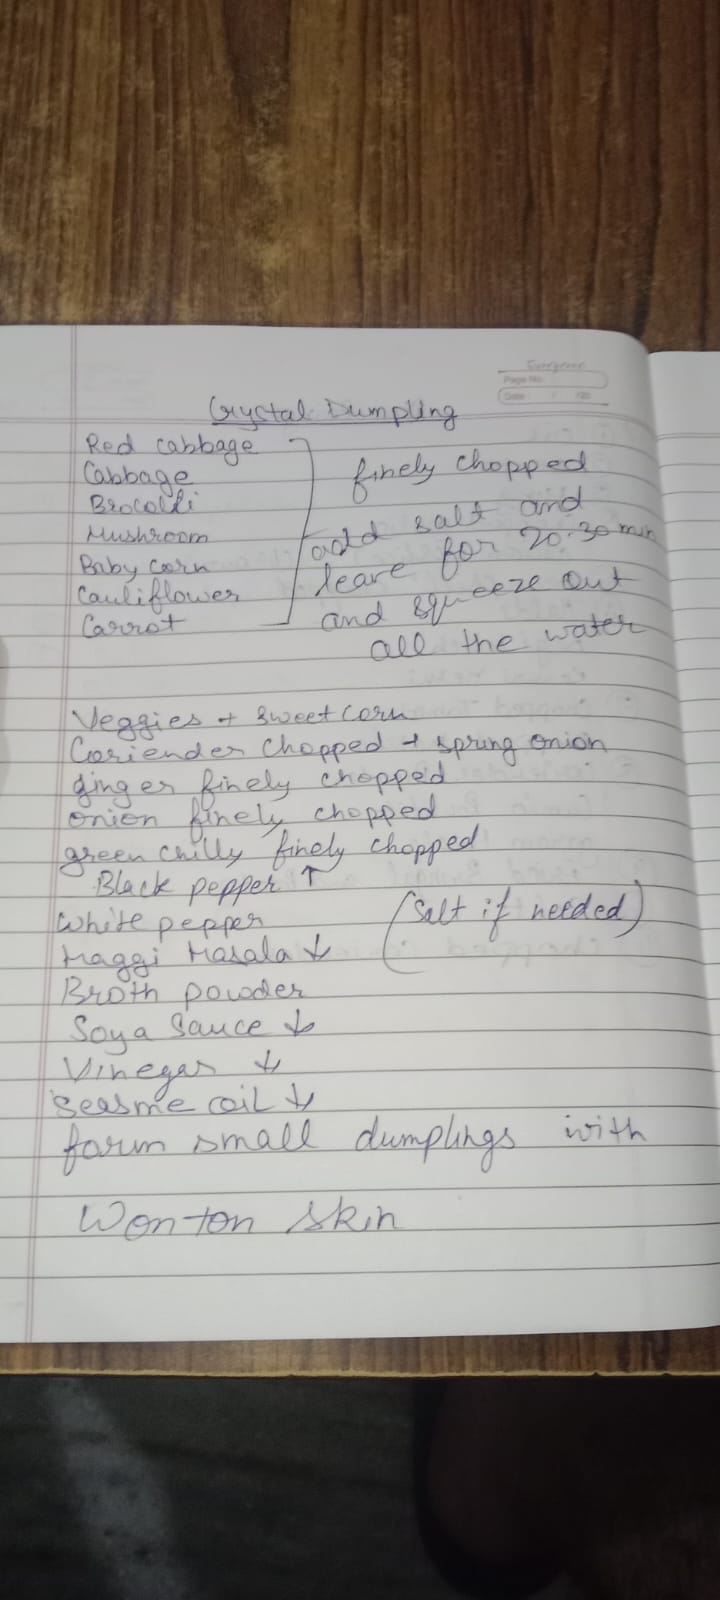 Evergreen
Page No.
Date / /20
Crystal Dumpling
Red cabbage
Cabbage
Brocolli
Mushroom
Baby corn
Cauliflower
Carrot
finely chopped
add salt and
leave for 20-30 min
and squeeze out
all the water
Veggies + sweet corn
Coriender chopped + spring onion
ginger finely chopped
onion finely chopped
green chilly finely chopped
Black pepper ↑
White pepper
(Salt if needed)
Maggi Masala ↓
Broth powder
Soya Sauce ↓
Vinegar ↓
Seasme oil ↓
form small dumplings with
Wonton skin